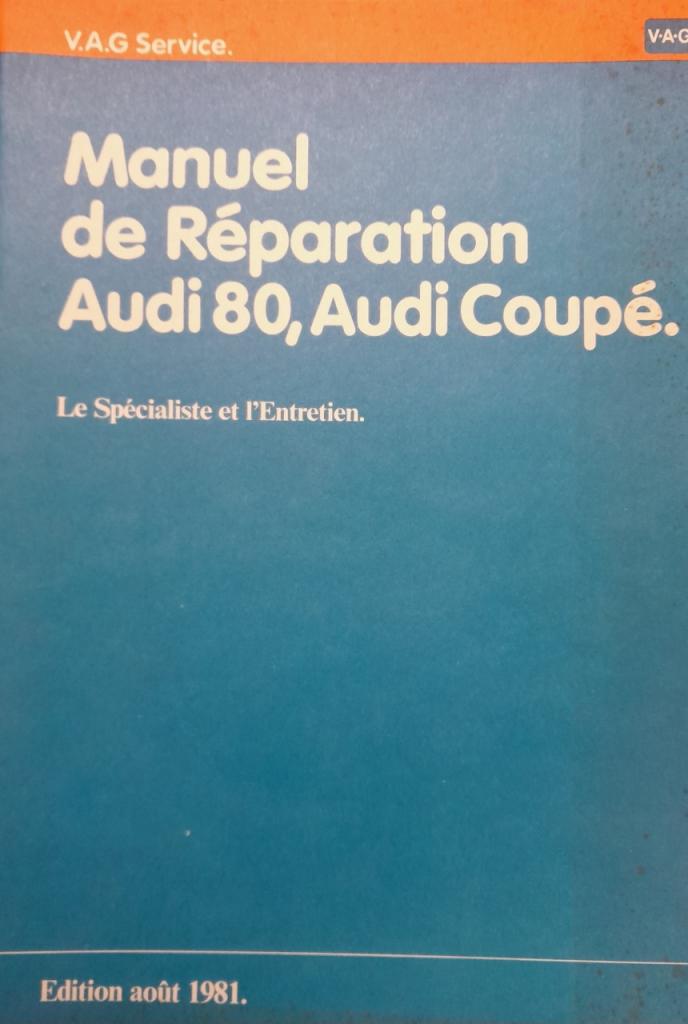 V.A.G Service.
V·A·G
Manuel
de Réparation
Audi 80, Audi Coupé.
Le Spécialiste et l'Entretien.
Edition août 1981.